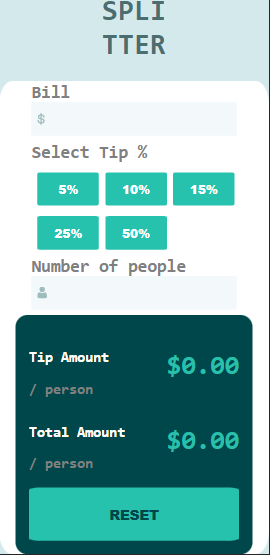 SPLI
TTER
Bill
$
Select Tip %
5% 10% 15%
25% 50%
Number of people
Tip Amount
$0.00
/ person
Total Amount
$0.00
/ person
RESET